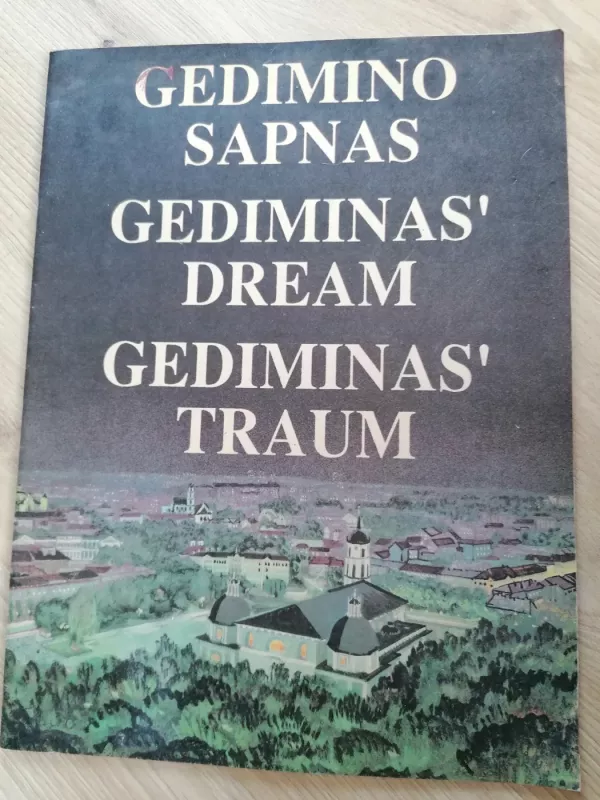 GEDIMINO
SAPNAS
GEDIMINAS'
DREAM
GEDIMINAS'
TRAUM